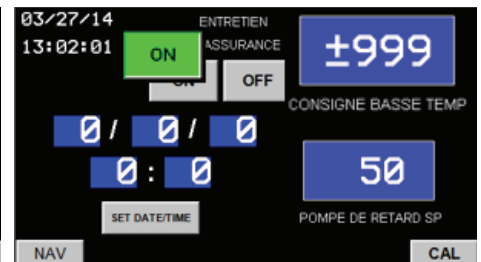 03/27/14
ENTRETIEN
13:02:01
ASSURANCE
ON
±999
OFF
CONSIGNE BASSE TEMP
0 / 0 / 0
0 : 0
50
SET DATE/TIME
POMPE DE RETARD SP
NAV
CAL